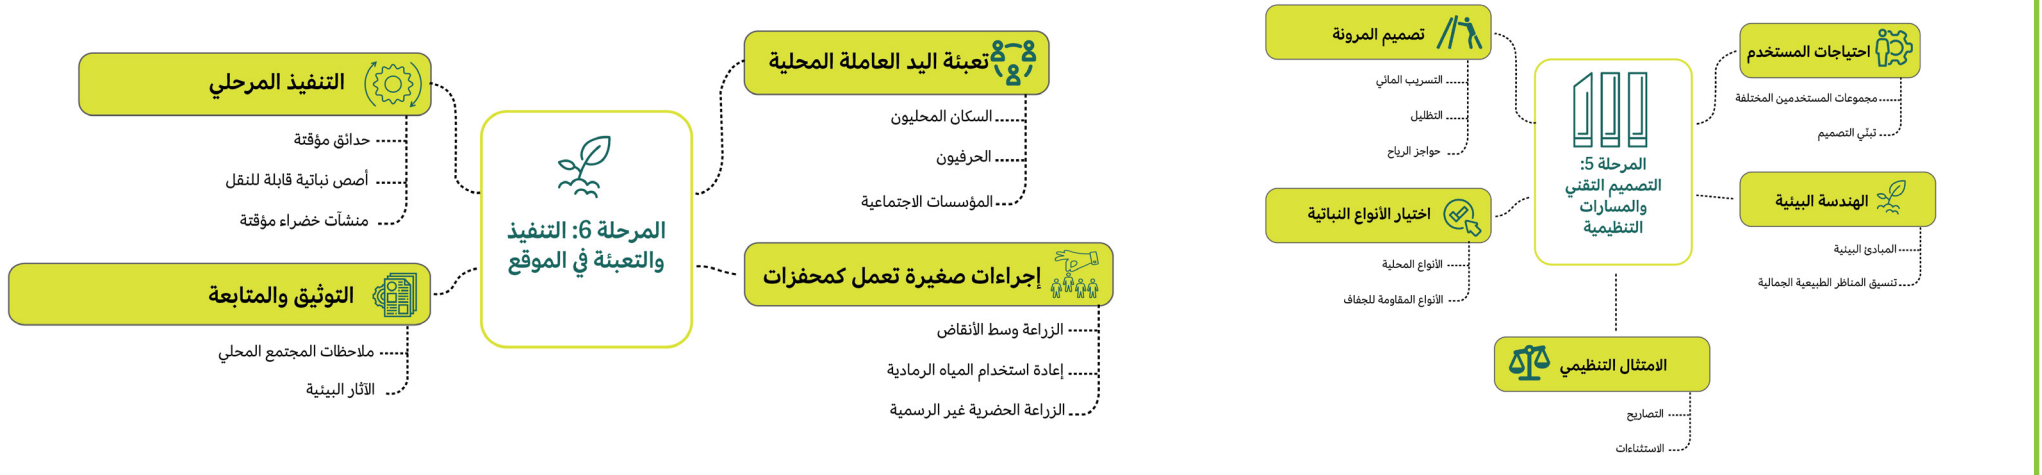 المرحلة 5:
التصميم التقني
والمسارات
التنظيمية
احتياجات المستخدم
مجموعات المستخدمين المختلفة
تبنّي التصميم
الهندسة البيئية
المبادئ البيئية
تنسيق المناظر الطبيعية الجمالية
الامتثال التنظيمي
التصاريح
الاستثناءات
تصميم المرونة
التسريب المائي
التظليل
حواجز الرياح
اختيار الأنواع النباتية
الأنواع المحلية
الأنواع المقاومة للجفاف
المرحلة 6: التنفيذ
والتعبئة في الموقع
تعبئة اليد العاملة المحلية
السكان المحليون
الحرفيون
المؤسسات الاجتماعية
إجراءات صغيرة تعمل كمحفزات
الزراعة وسط الأنقاض
إعادة استخدام المياه الرمادية
الزراعة الحضرية غير الرسمية
التنفيذ المرحلي
حدائق مؤقتة
أصص نباتية قابلة للنقل
منشآت خضراء مؤقتة
التوثيق والمتابعة
ملاحظات المجتمع المحلي
الآثار البيئية